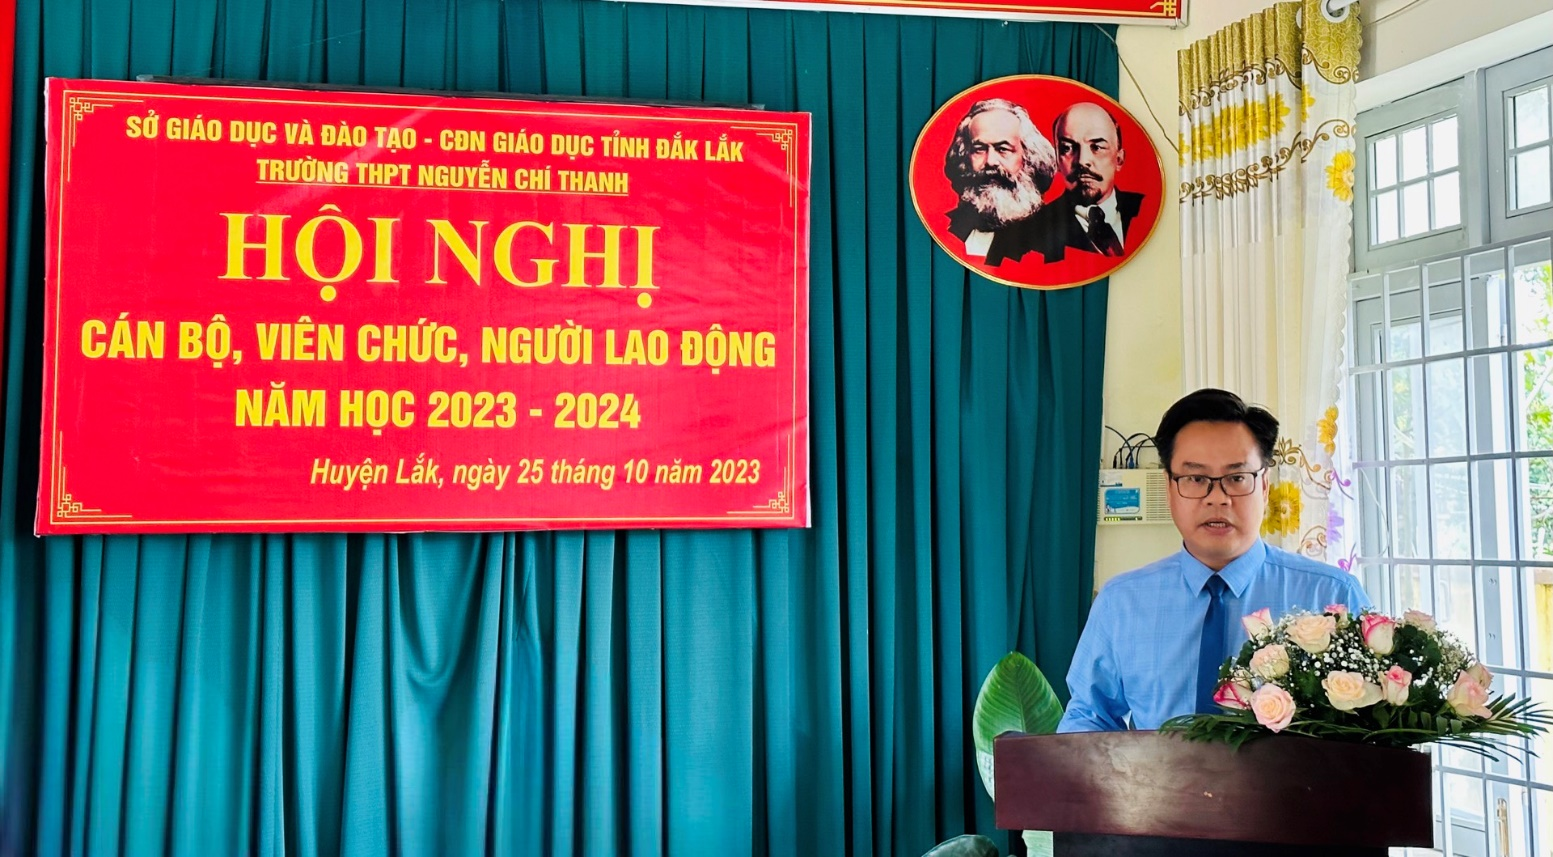 SỞ GIÁO DỤC VÀ ĐÀO TẠO - CĐN GIÁO DỤC TỈNH ĐẮK LẮK
TRƯỜNG THPT NGUYỄN CHÍ THANH
HỘI NGHỊ
CÁN BỘ, VIÊN CHỨC, NGƯỜI LAO ĐỘNG
NĂM HỌC 2023 - 2024
Huyện Lắk, ngày 25 tháng 10 năm 2023